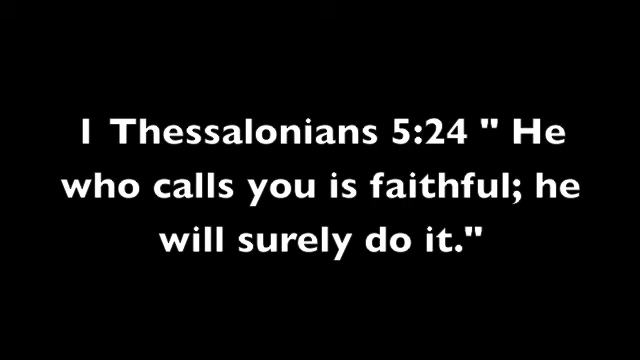 1 Thessalonians 5:24 " He
who calls you is faithful; he
will surely do it."